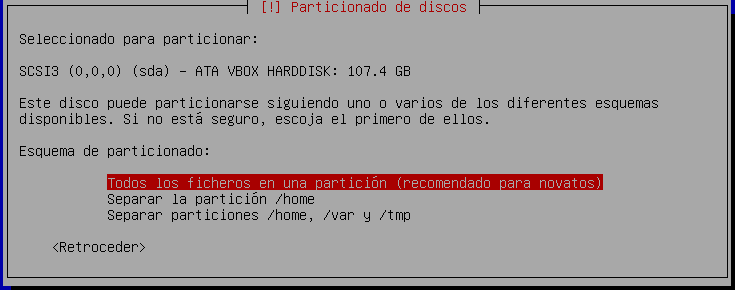 [!] Particionado de discos
Seleccionado para particionar:
SCSI3 (0,0,0) (sda) - ATA VBOX HARDDISK: 107.4 GB
Este disco puede particionarse siguiendo uno o varios de los diferentes esquemas
disponibles. Si no está seguro, escoja el primero de ellos.
Esquema de particionado:
Todos los ficheros en una partición (recomendado para novatos)
Separar la partición /home
Separar particiones /home, /var y /tmp
<Retroceder>